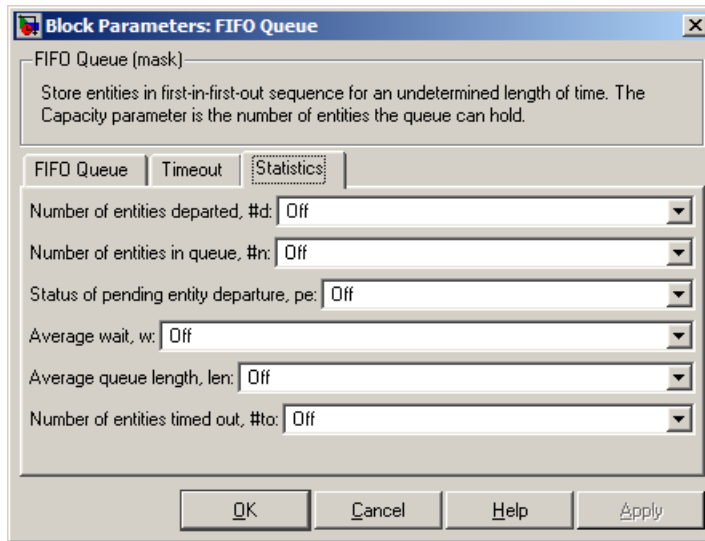 Block Parameters: FIFO Queue
FIFO Queue (mask)
Store entities in first-in-first-out sequence for an undetermined length of time. The
Capacity parameter is the number of entities the queue can hold.
FIFO Queue Timeout Statistics
Number of entities departed, #d: Off
Number of entities in queue, #n: Off
Status of pending entity departure, pe: Off
Average wait, w: Off
Average queue length, len: Off
Number of entities timed out, #to: Off
OK Cancel Help Apply